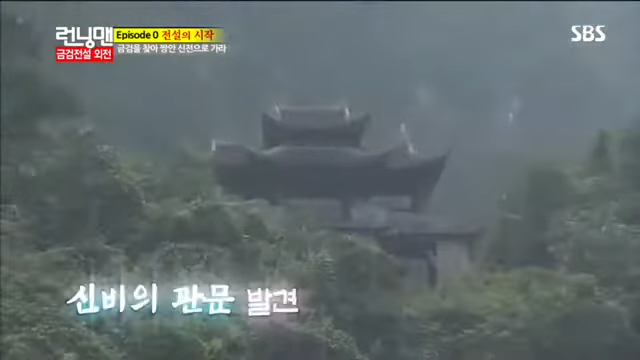 런닝맨
금검전설 외전
Episode 0 전설의 시작
금검을 찾아 짱안 신전으로 가라
SBS
신비의 관문 발견